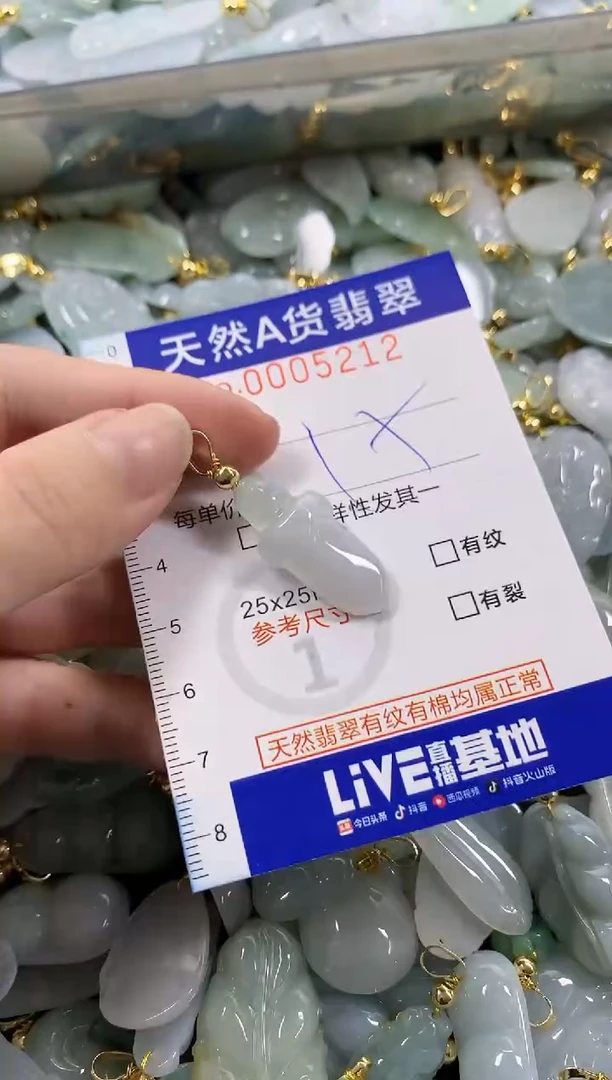 0
天然A货翡翠
0005212
1X
每单价
样性发其一
4
有纹
5
25x25
有裂
参考尺寸
1
6
天然翡翠有纹有棉均属正常
7
LiVE直播基地
8
今日头条 抖音 西瓜视频 抖音火山版